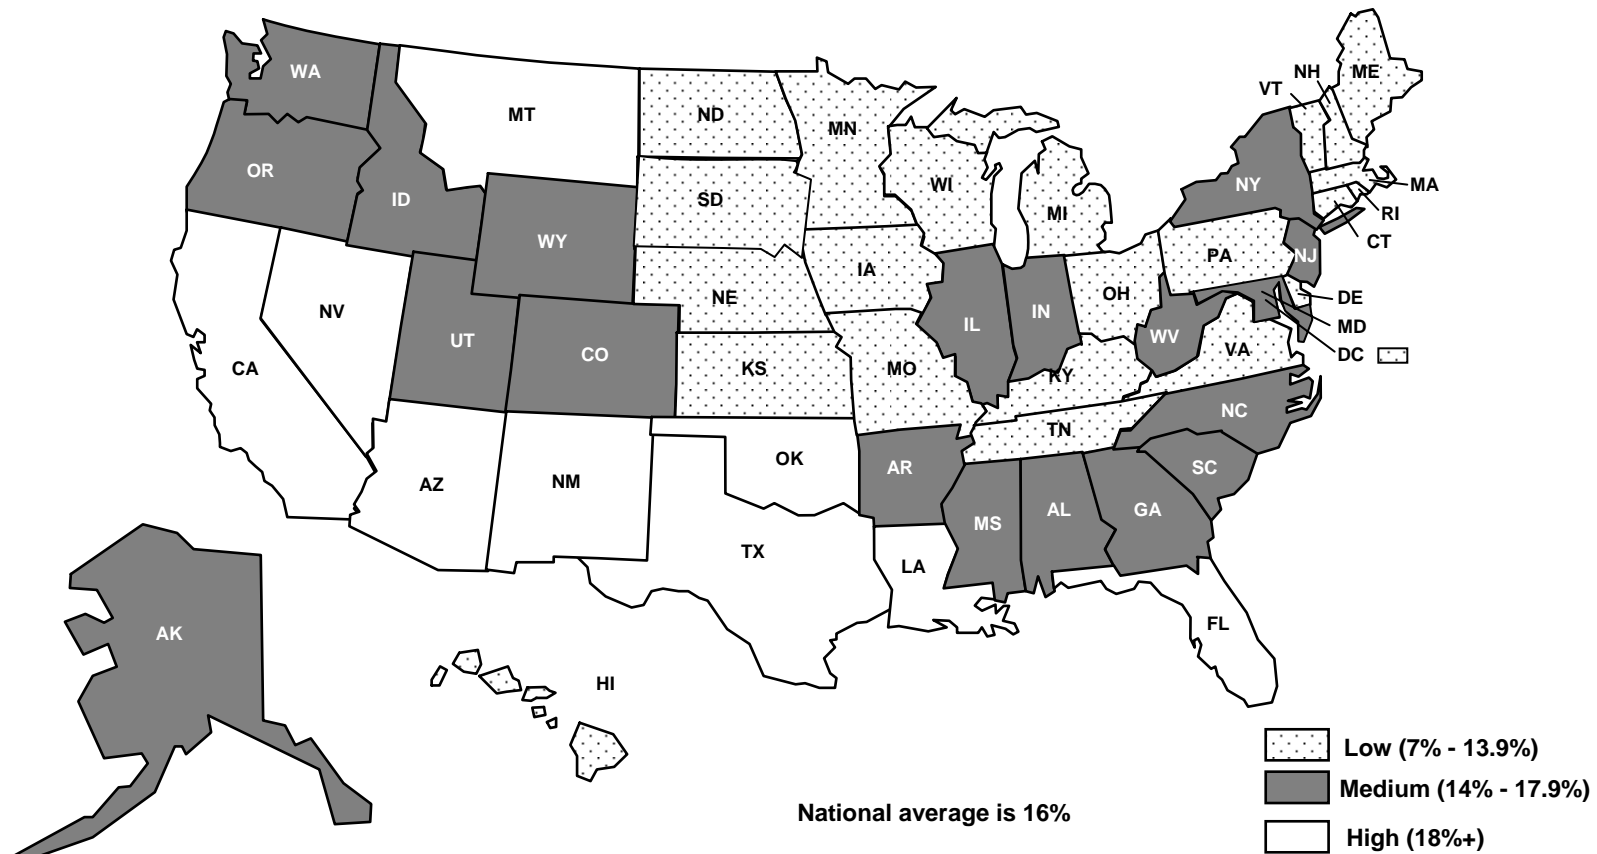 ME
NH
WA
VT
MT
ND
MN
OR
WI
NY
MA
ID
SD
MI
RI
WY
CT
PA
NJ
IA
NE
OH
DE
NV
IN
IL
MD
WV
UT
VA
CO
DC
CA
KS
MO
KY
NC
TN
OK
AR
SC
AZ
NM
MS
AL
GA
TX
LA
FL
AK
HI
Low (7% - 13.9%)
Medium (14% - 17.9%)
National average is 16%
High (18%+)